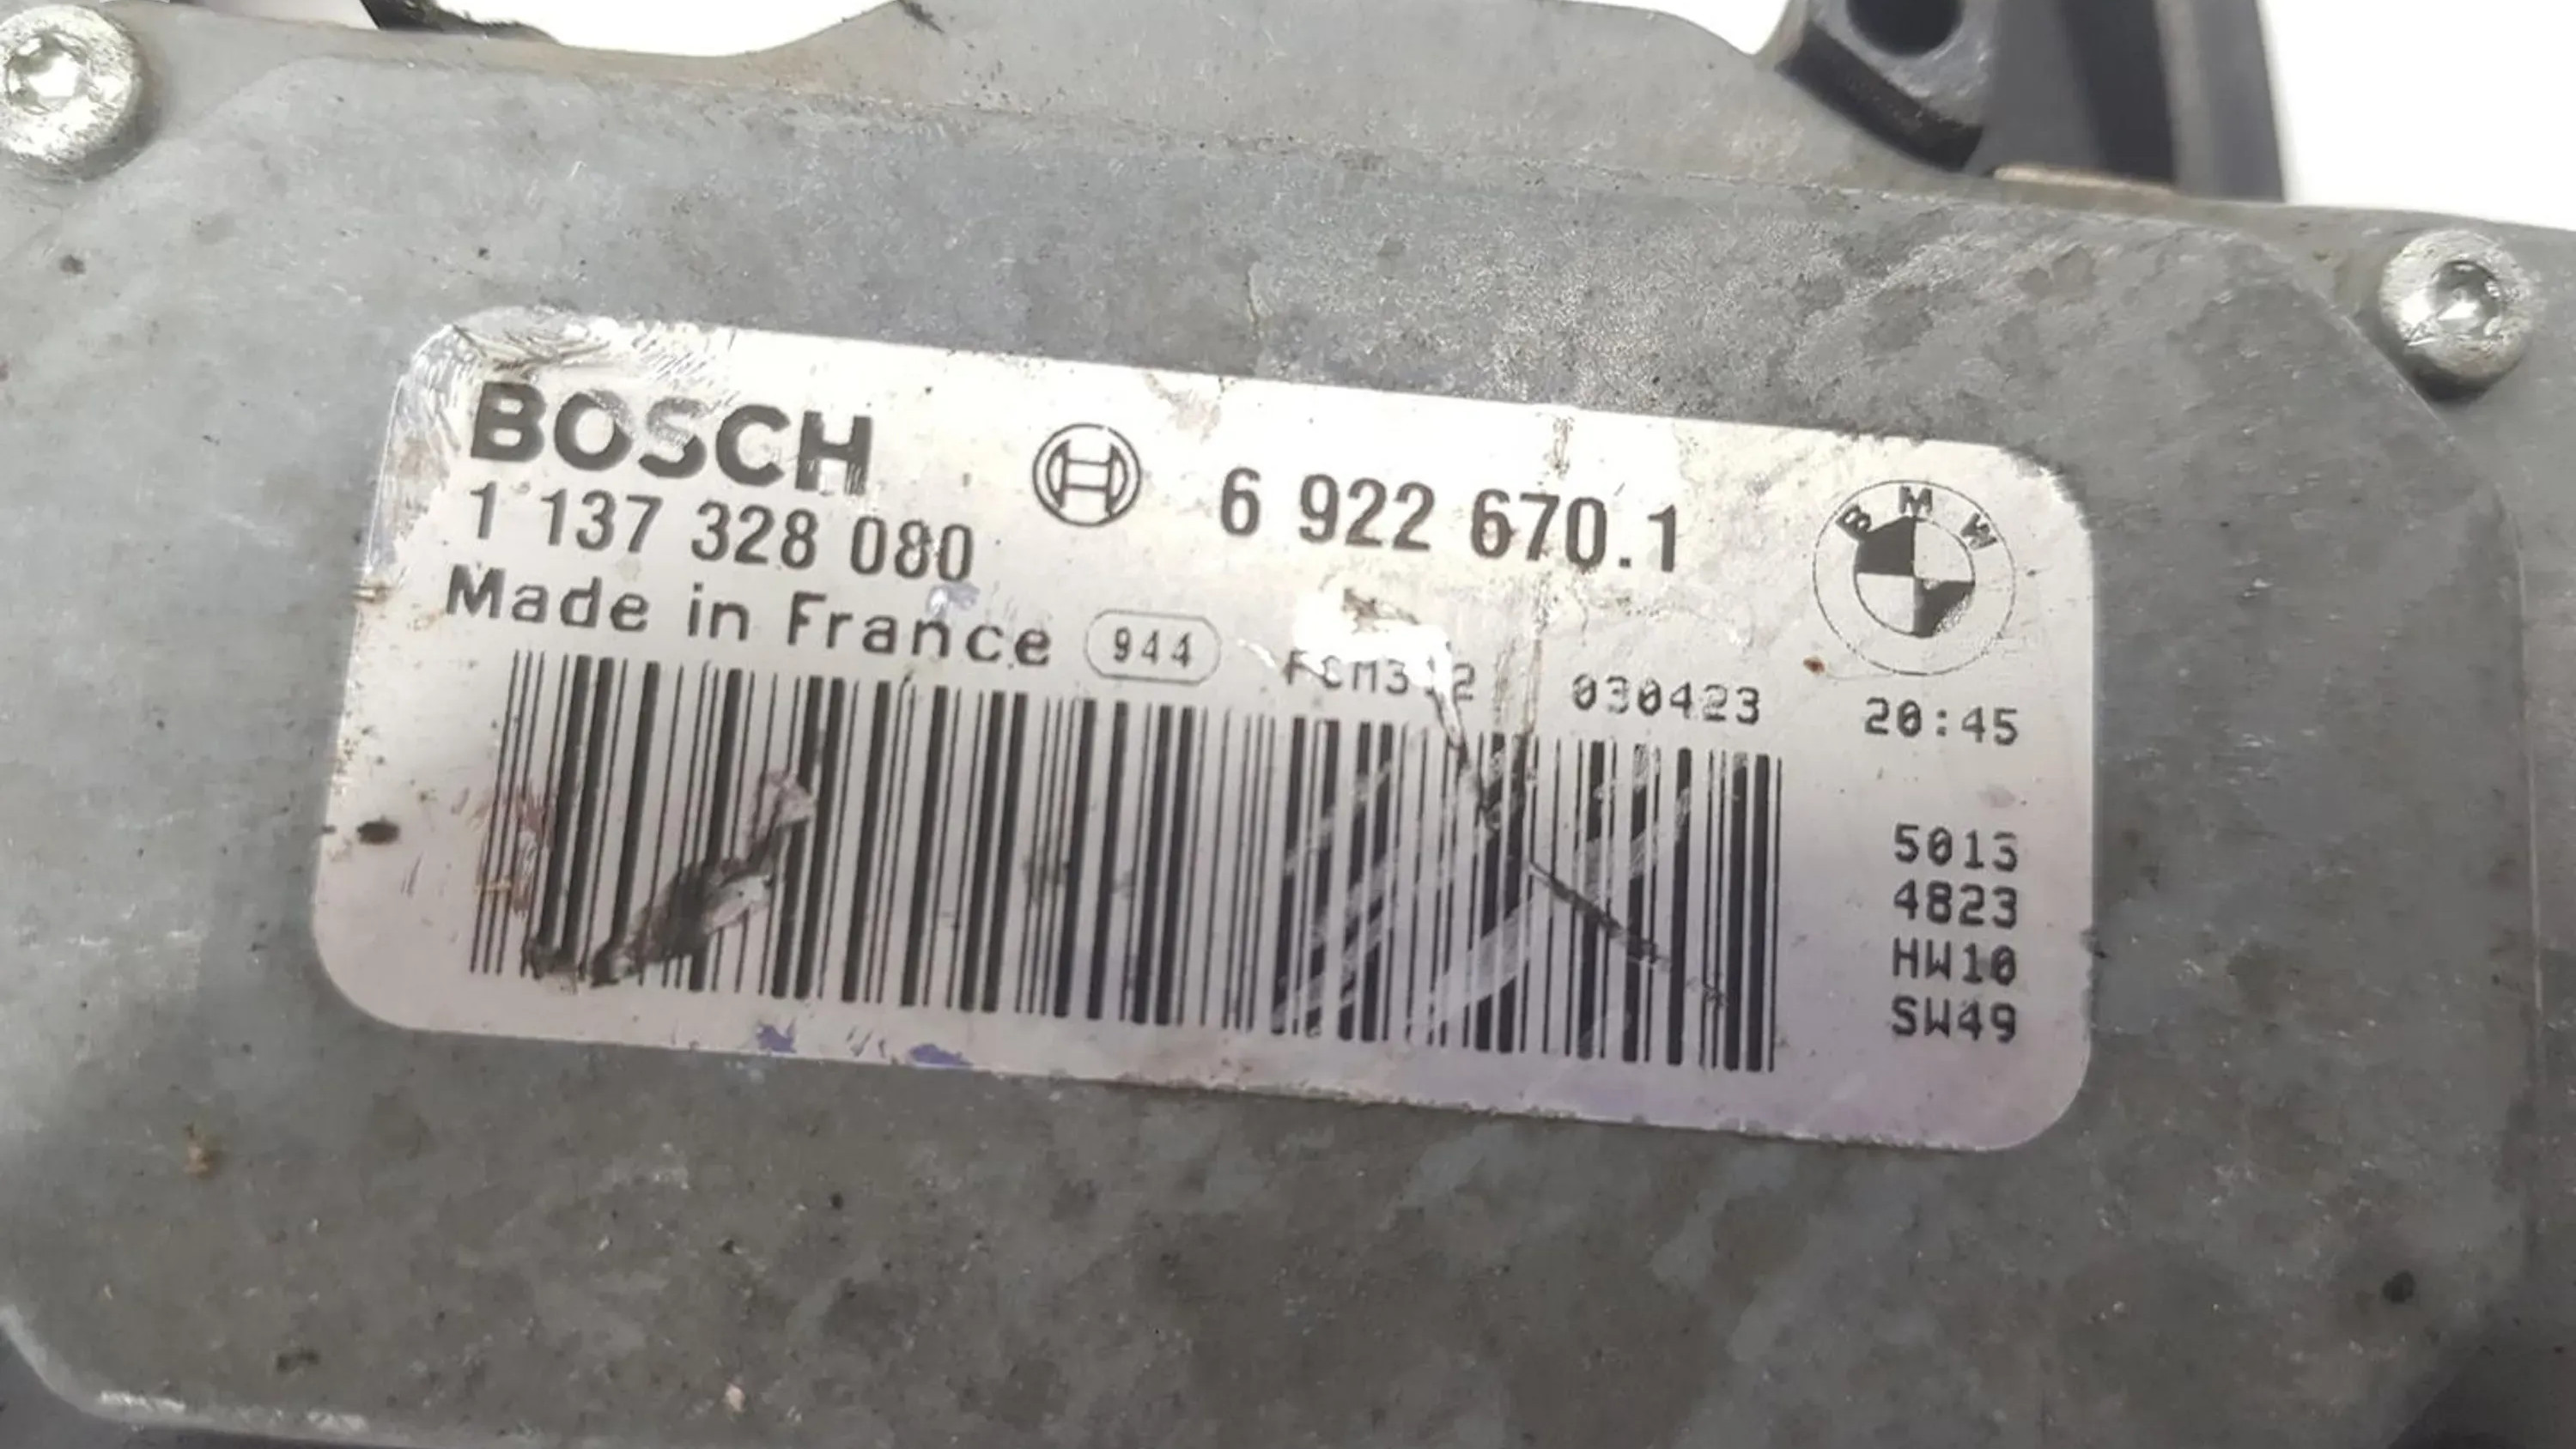 BOSCH
1 137 328 080
6 922 670.1
BMW
Made in France
944
030423
20:45
5013
4823
HW10
SW49